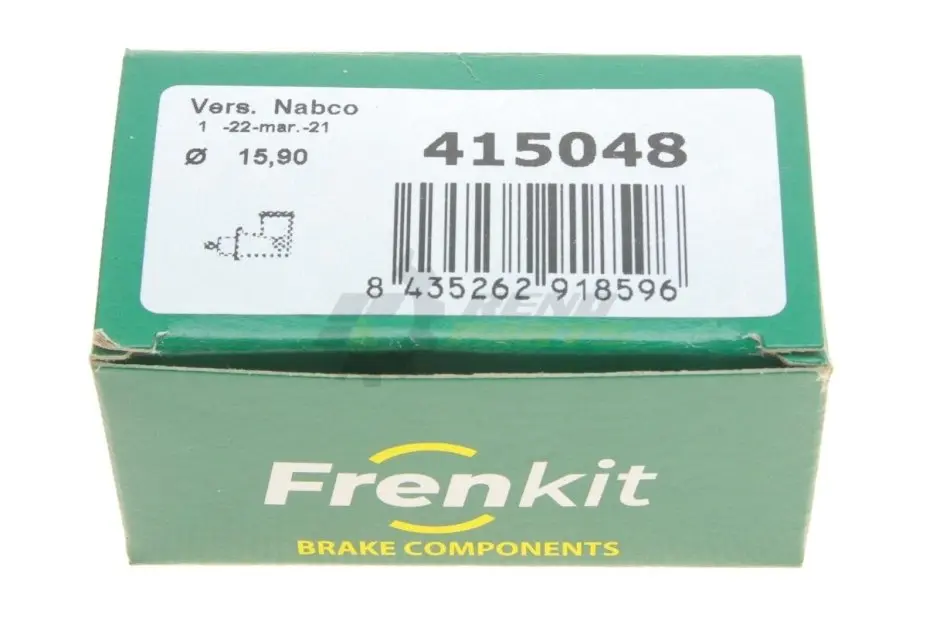 Vers. Nabco
1 -22-mar.-21
Ø 15,90
415048
8 435262 918596
Frenkit
BRAKE COMPONENTS